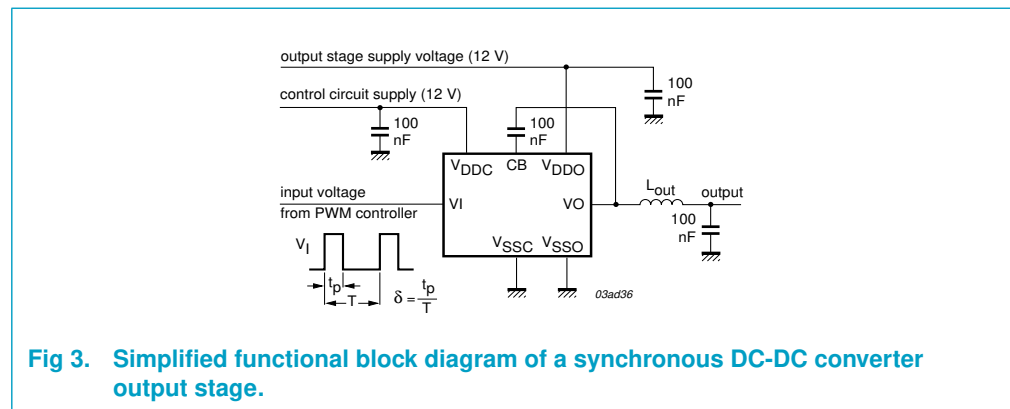 output stage supply voltage (12 V)
100
nF
control circuit supply (12 V)
100
nF
100
nF
VDDC CB VDDO
input voltage
from PWM controller
VI
VO
Lout
output
100
nF
VSSC VSSO
VI
tp
T
δ = tp
T
03ad36
Fig 3. Simplified functional block diagram of a synchronous DC-DC converter
output stage.